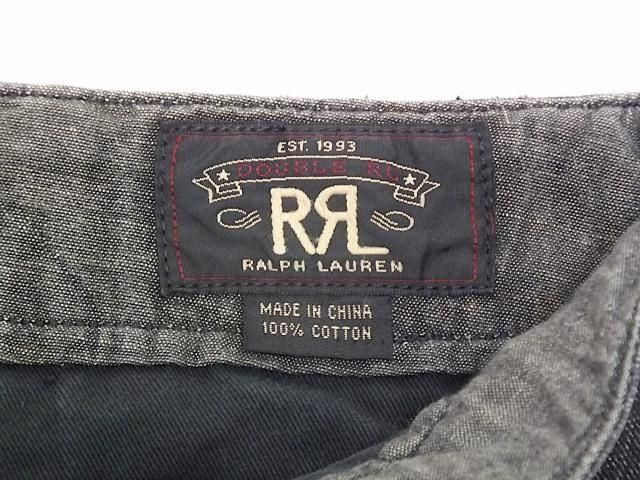 EST. 1993
DOUBLE RL
RRL
RALPH LAUREN
MADE IN CHINA
100% COTTON